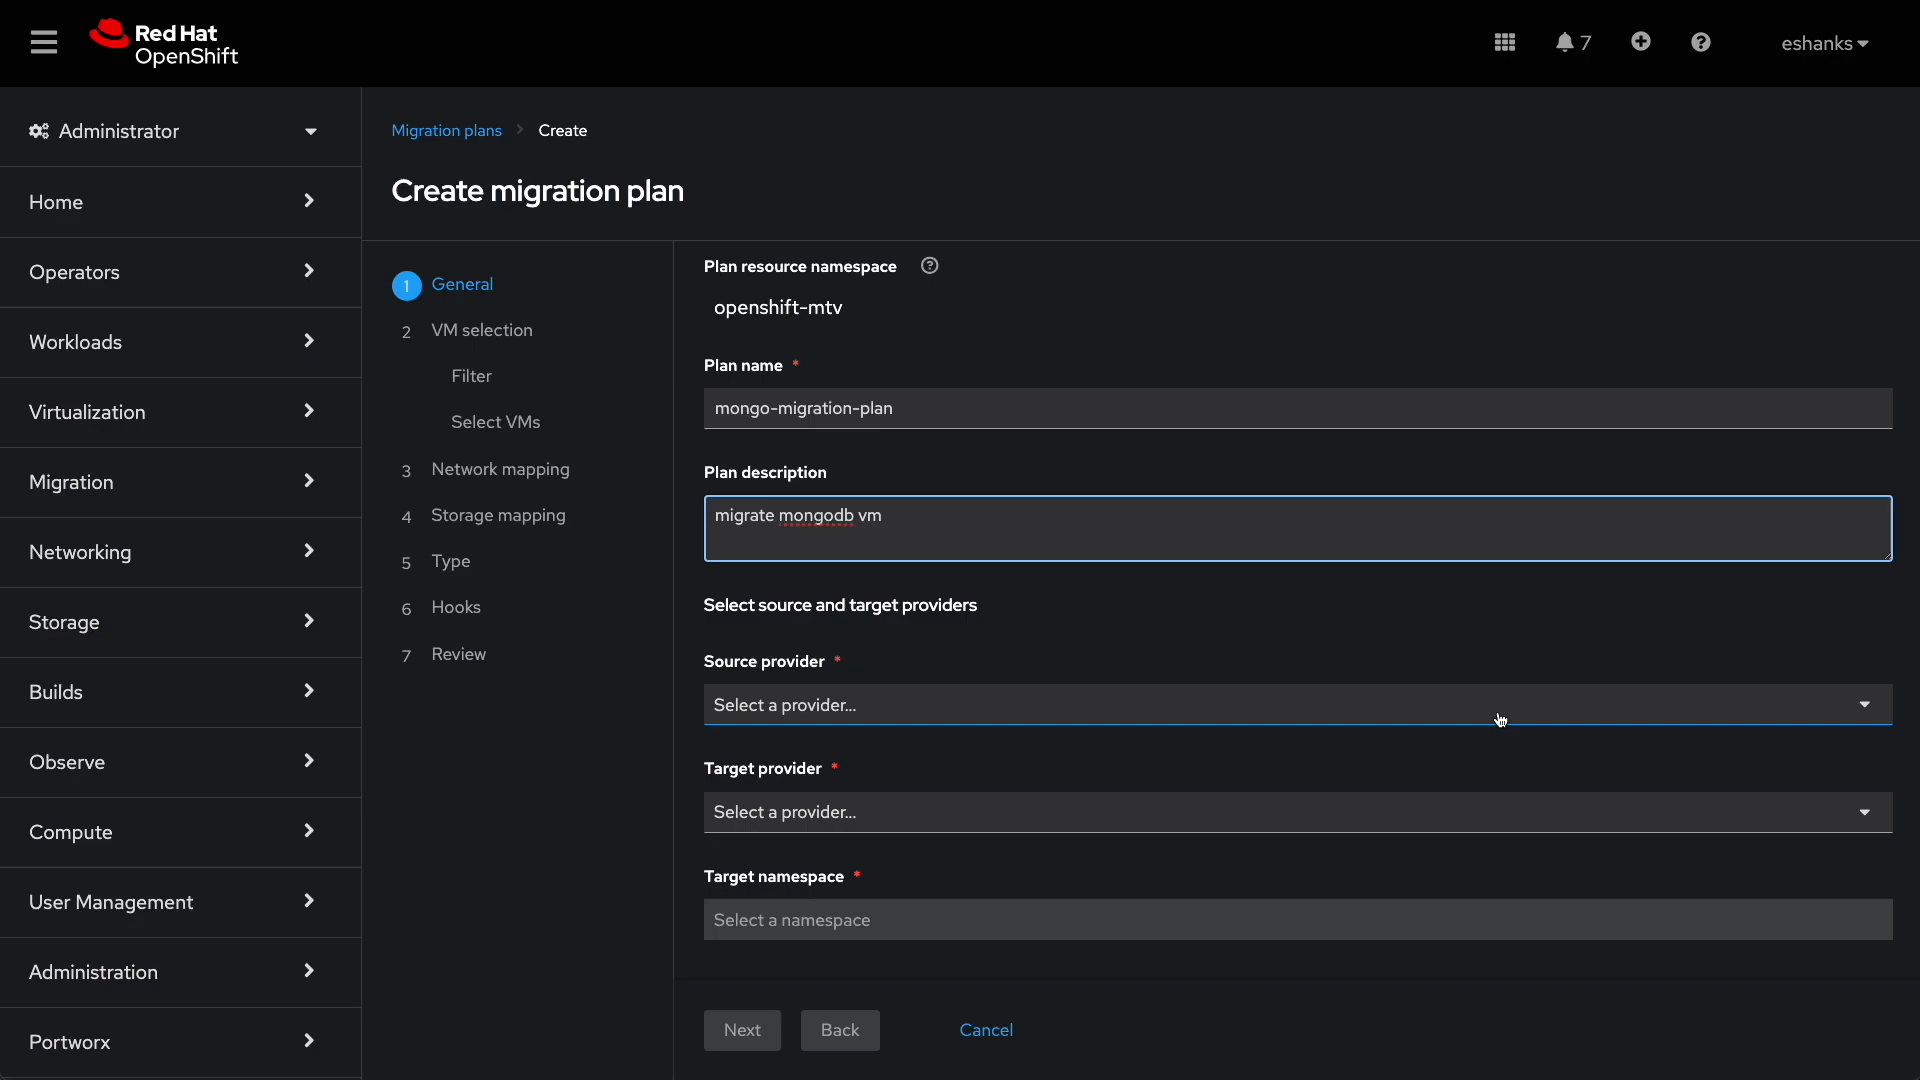 Red Hat
OpenShift
7
eshanks
Administrator
Home
Operators
Workloads
Virtualization
Migration
Networking
Storage
Builds
Observe
Compute
User Management
Administration
Portworx
Migration plans
Create
Create migration plan
1 General
2 VM selection
Filter
Select VMs
3 Network mapping
4 Storage mapping
5 Type
6 Hooks
7 Review
Plan resource namespace
openshift-mtv
Plan name *
mongo-migration-plan
Plan description
migrate mongodb vm
Select source and target providers
Source provider *
Select a provider...
Target provider *
Select a provider...
Target namespace *
Select a namespace
Next
Back
Cancel